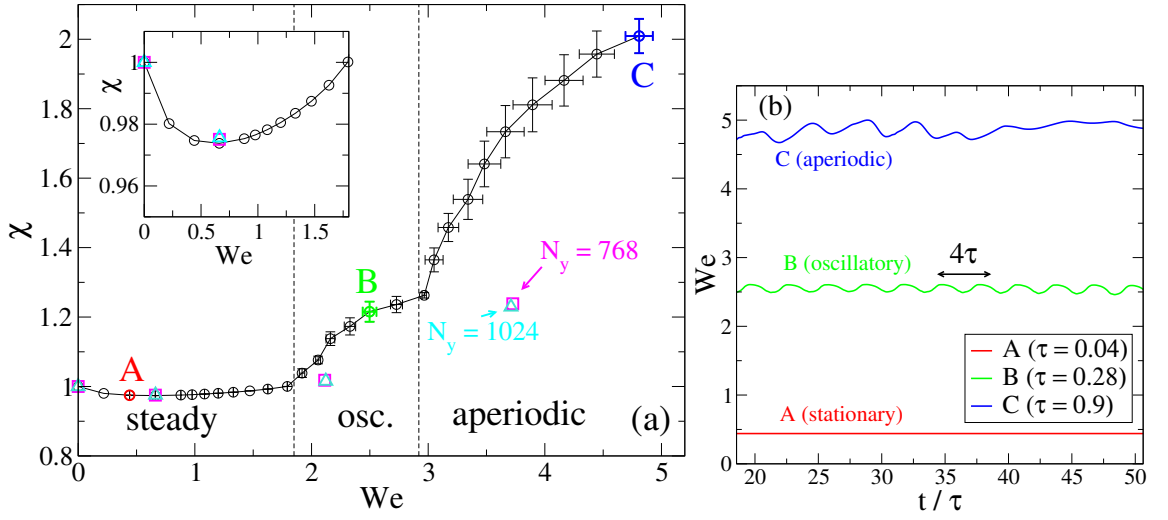 2
1.8
1.6
χ
1.4
1.2
1
0.8
0 1 2 3 4 5
We
1
χ
0.98
0.96
0 0.5 1 1.5
We
A
B
C
N_y = 768
N_y = 1024
steady
osc.
aperiodic
(a)
(b)
5
4
3
We
2
1
0
20 25 30 35 40 45 50
t / τ
C (aperiodic)
B (oscillatory)
4τ
A (τ = 0.04)
B (τ = 0.28)
C (τ = 0.9)
A (stationary)